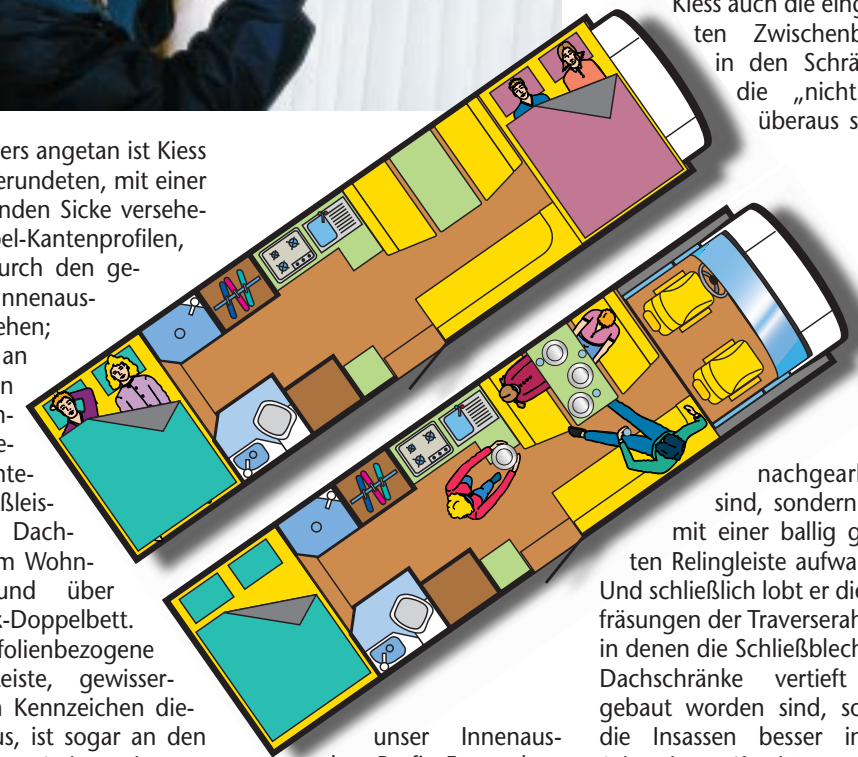 ers angetan ist Kiess
erundeten, mit einer
nden Sicke versehe-
el-Kantenprofilen,
urch den ge-
nnenaus-
ehen;
an
n
n-
e-
nte-
ßleis-
Dach-
m Wohn-
und über
k-Doppelbett.
folienbezogene
eiste, gewisser-
n Kennzeichen die-
us, ist sogar an den
unser Innenaus-
Kiess auch die eing
ten Zwischenb
in den Schrä
die „nicht
überaus s
nachgearl
sind, sondern
mit einer ballig g
ten Relingleiste aufwa
Und schließlich lobt er die
fräsungen der Traverserah
in denen die Schließblech
Dachschränke vertieft
gebaut worden sind, so
die Insassen besser in